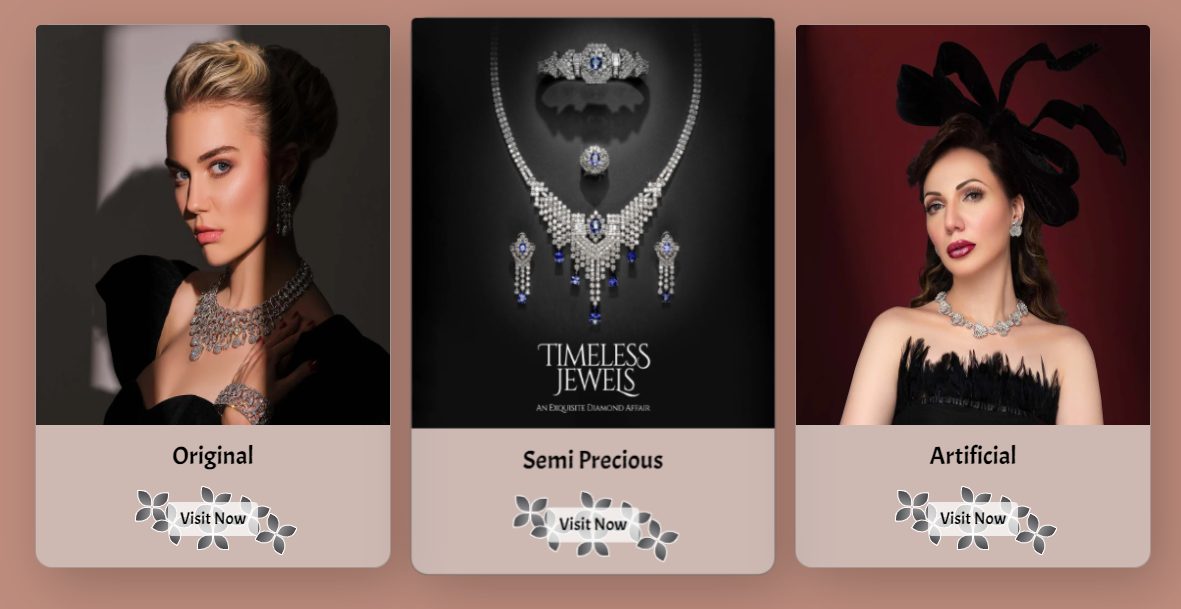 TIMELESS
JEWELS
AN EXQUISITE DIAMOND AFFAIR
Original
Semi Precious
Artificial
Visit Now
Visit Now
Visit Now